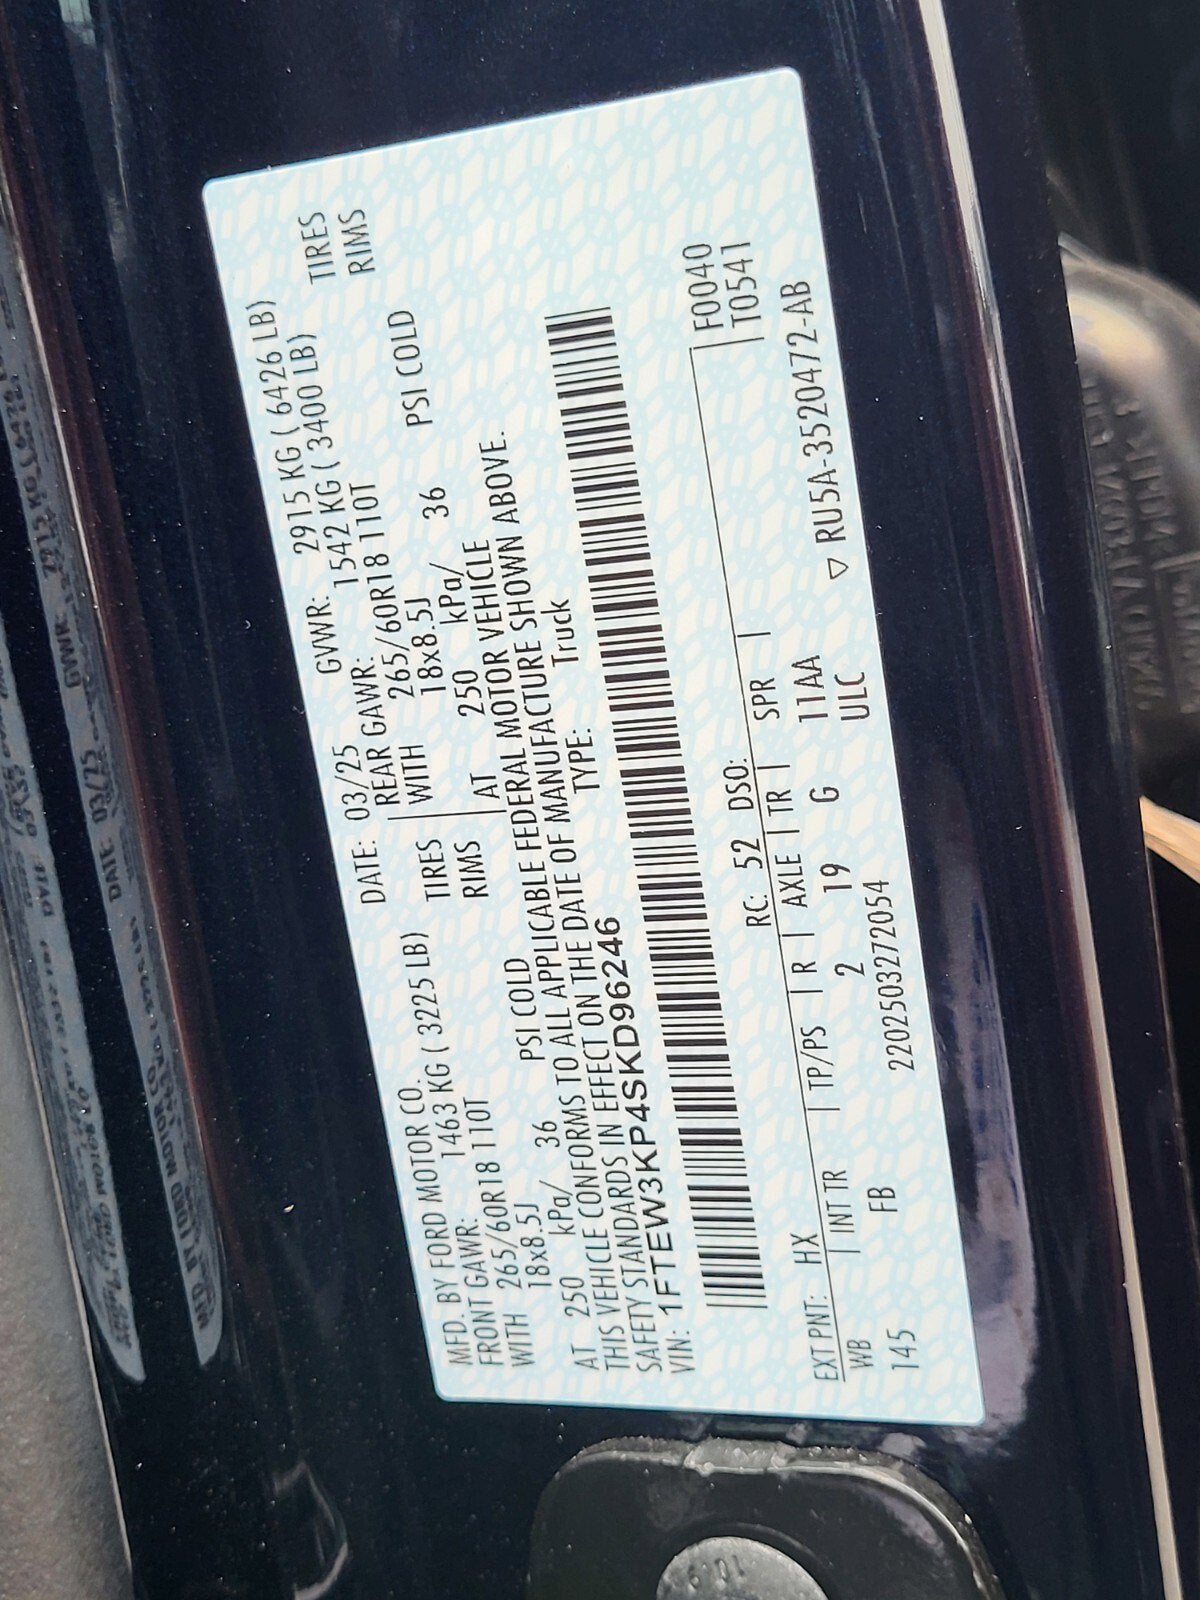 MFD. BY FORD MOTOR CO.
DATE: 03/25 GVWR: 2915 KG ( 6426 LB)
FRONT GAWR: 1463 KG ( 3225 LB) REAR GAWR: 1542 KG ( 3400 LB)
WITH 265/60R18 110T TIRES WITH 265/60R18 110T TIRES
18x8.5J RIMS 18x8.5J RIMS
AT 250 kPa/ 36 PSI COLD AT 250 kPa/ 36 PSI COLD
THIS VEHICLE CONFORMS TO ALL APPLICABLE FEDERAL MOTOR VEHICLE
SAFETY STANDARDS IN EFFECT ON THE DATE OF MANUFACTURE SHOWN ABOVE.
VIN: 1FTEW3KP4SKD96246 TYPE: Truck
F0040
T0541
EXT PNT: HX RC: 52 DSO:
WB | INT TR | TP/PS | R | AXLE | TR | SPR |
145 FB 2 19 G 11AA
ULC
220250327 2054
▽ RU5A-3520472-AB